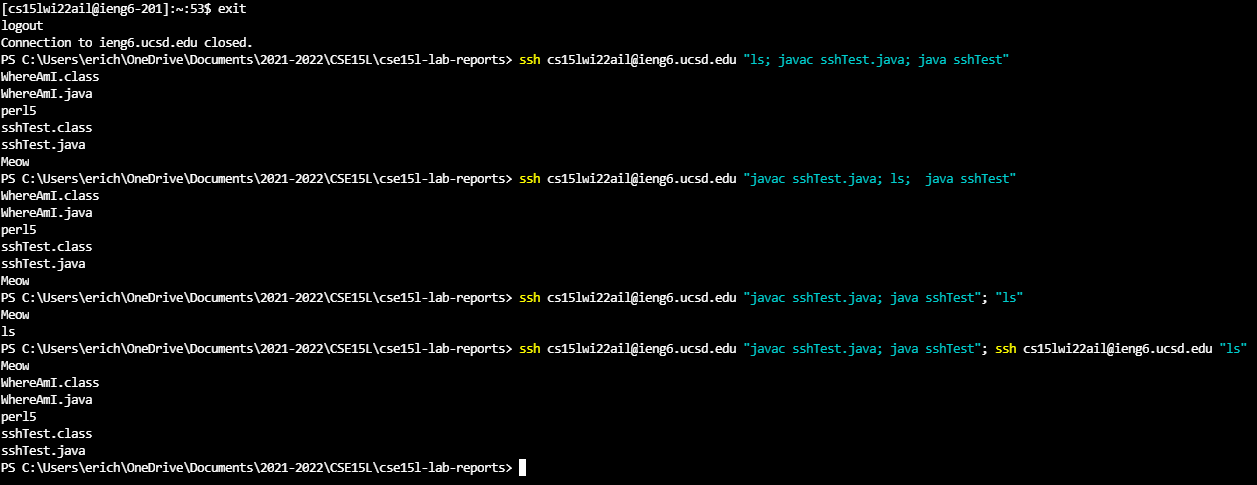 [cs15lwi22ail@ieng6-201]:~:53$ exit
logout
Connection to ieng6.ucsd.edu closed.
PS C:\Users\erich\OneDrive\Documents\2021-2022\CSE15L\cse15l-lab-reports> ssh cs15lwi22ail@ieng6.ucsd.edu "ls; javac sshTest.java; java sshTest"
WhereAmI.class
WhereAmI.java
perl5
sshTest.class
sshTest.java
Meow
PS C:\Users\erich\OneDrive\Documents\2021-2022\CSE15L\cse15l-lab-reports> ssh cs15lwi22ail@ieng6.ucsd.edu "javac sshTest.java; ls;  java sshTest"
WhereAmI.class
WhereAmI.java
perl5
sshTest.class
sshTest.java
Meow
PS C:\Users\erich\OneDrive\Documents\2021-2022\CSE15L\cse15l-lab-reports> ssh cs15lwi22ail@ieng6.ucsd.edu "javac sshTest.java; java sshTest"; "ls"
Meow
ls
PS C:\Users\erich\OneDrive\Documents\2021-2022\CSE15L\cse15l-lab-reports> ssh cs15lwi22ail@ieng6.ucsd.edu "javac sshTest.java; java sshTest"; ssh cs15lwi22ail@ieng6.ucsd.edu "ls"
Meow
WhereAmI.class
WhereAmI.java
perl5
sshTest.class
sshTest.java
PS C:\Users\erich\OneDrive\Documents\2021-2022\CSE15L\cse15l-lab-reports>